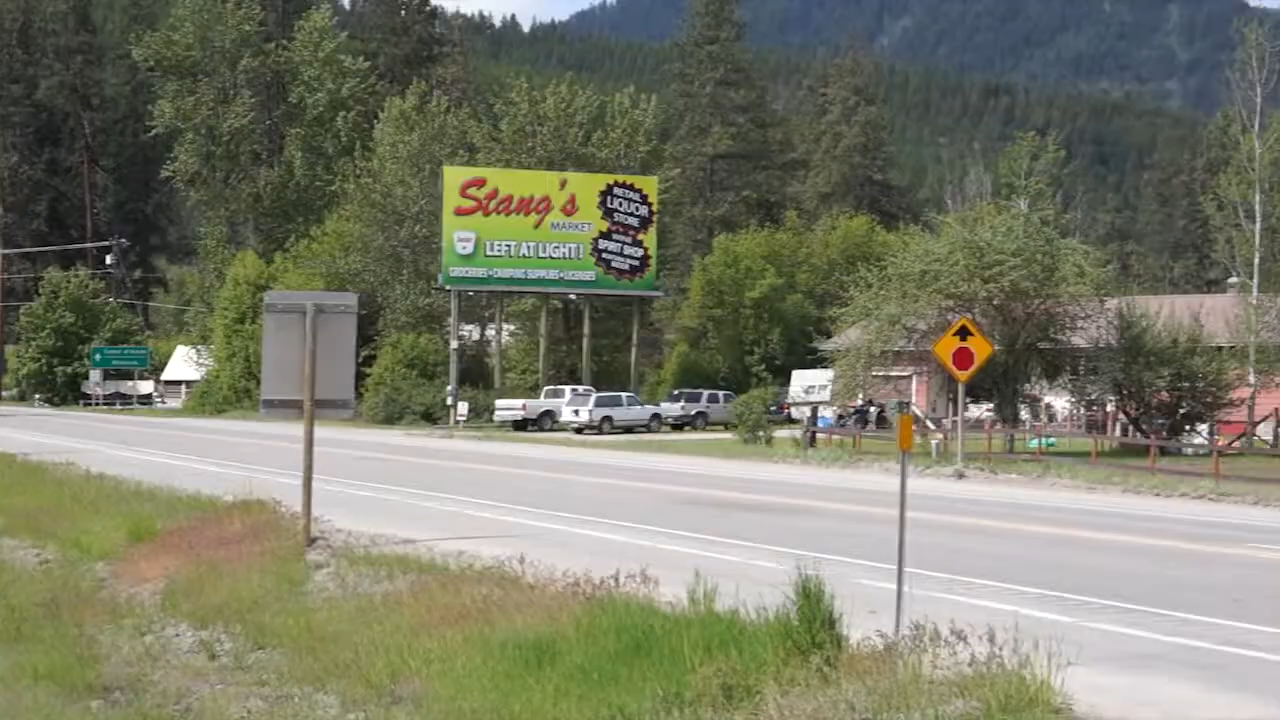 Stang's
MARKET
LEFT AT LIGHT!
GROCERIES • CAMPING SUPPLIES • LICENSES
RETAIL
LIQUOR
STORE
SPIRIT SHOP